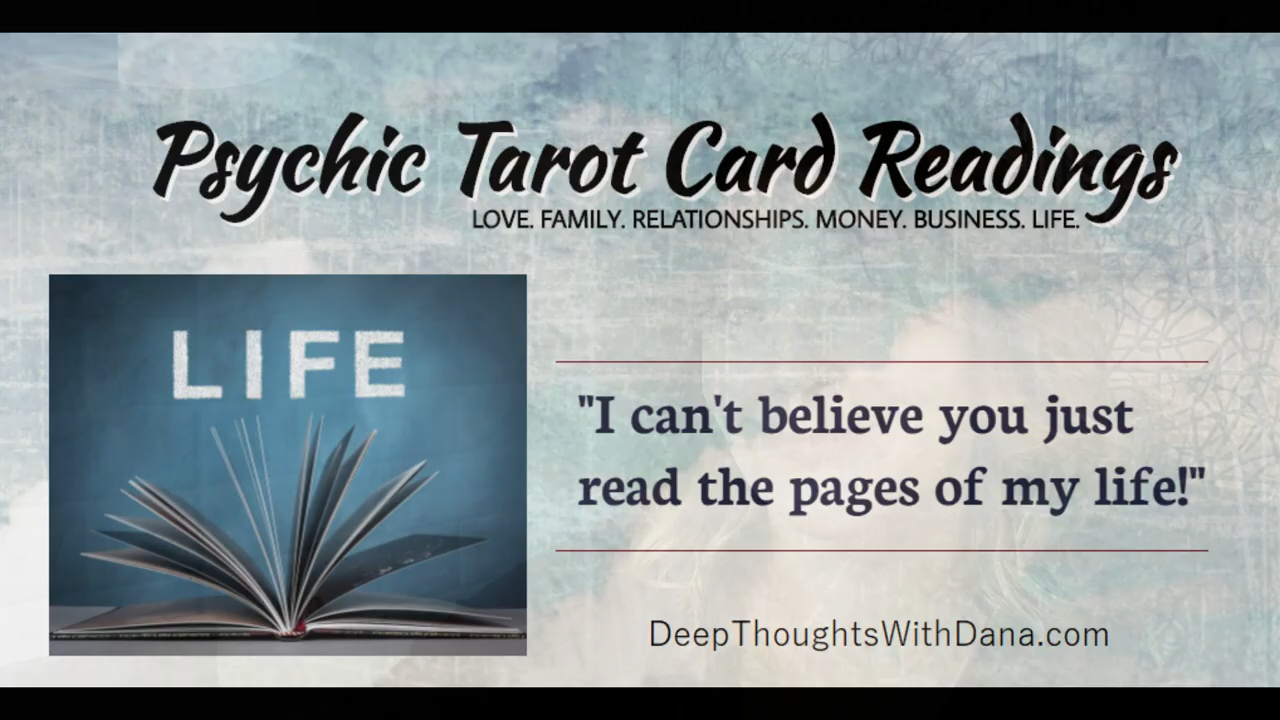 Psychic Tarot Card Readings
LOVE. FAMILY. RELATIONSHIPS. MONEY. BUSINESS. LIFE.
LIFE
"I can't believe you just
read the pages of my life!"
DeepThoughtsWithDana.com